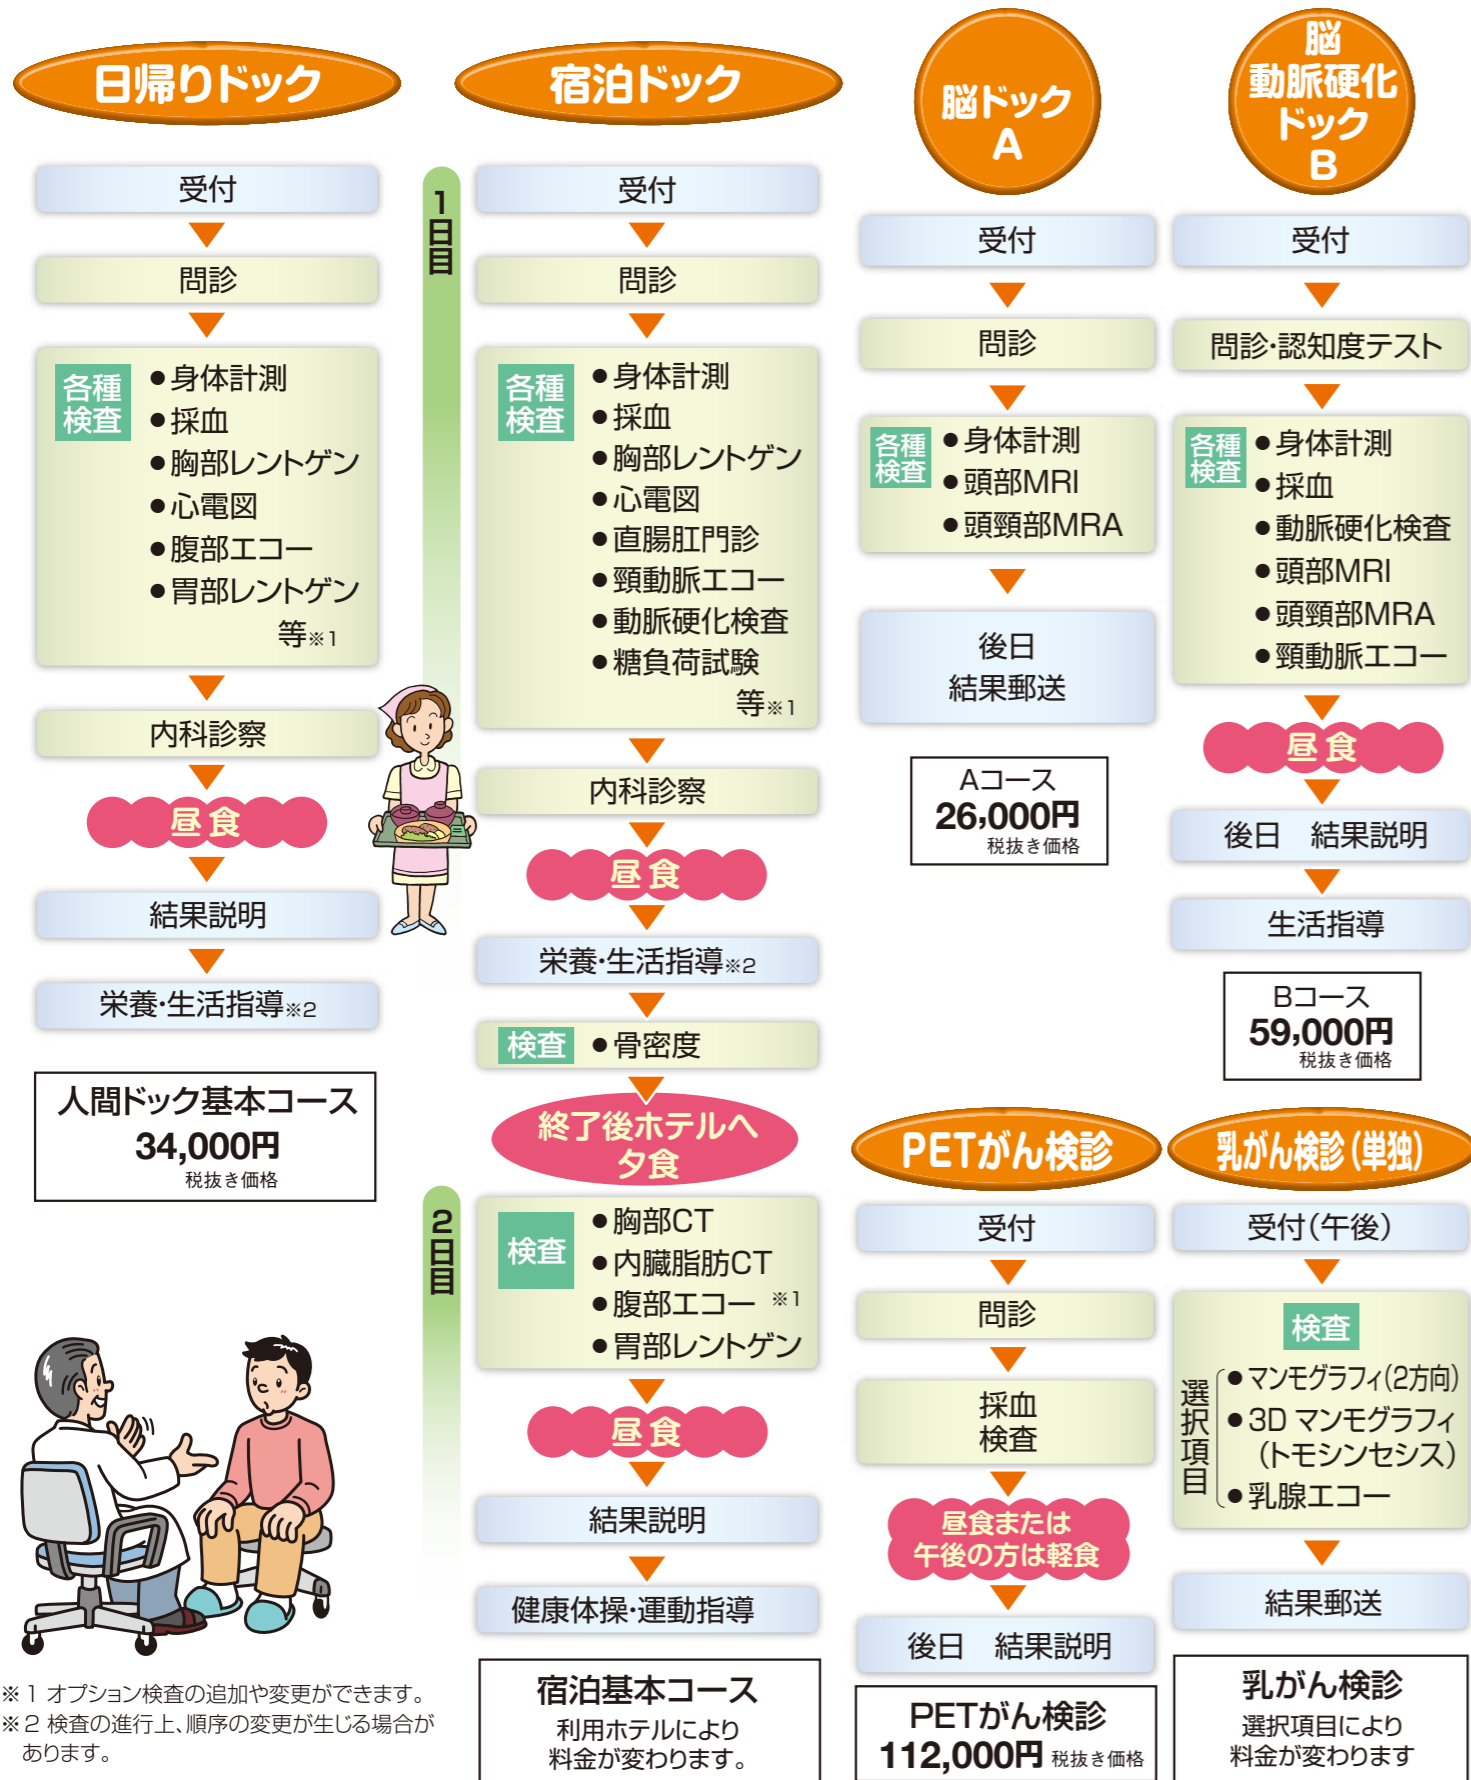 日帰りドック
受付
問診
各種
検査
●身体計測
●採血
●胸部レントゲン
●心電図
●腹部エコー
●胃部レントゲン
等※1
内科診察
昼食
結果説明
栄養・生活指導※2
人間ドック基本コース
34,000円
税抜き価格
※1 オプション検査の追加や変更ができます。
※2 検査の進行上、順序の変更が生じる場合が
あります。
宿泊ドック
1日目
受付
問診
各種
検査
●身体計測
●採血
●胸部レントゲン
●心電図
●直腸肛門診
●頸動脈エコー
●動脈硬化検査
●糖負荷試験
等※1
内科診察
昼食
栄養・生活指導※2
検査 ●骨密度
終了後ホテルへ
夕食
2日目
検査
●胸部CT
●内臓脂肪CT
●腹部エコー ※1
●胃部レントゲン
昼食
結果説明
健康体操・運動指導
宿泊基本コース
利用ホテルにより
料金が変わります。
脳ドック
A
受付
問診
各種
検査
●身体計測
●頭部MRI
●頭頸部MRA
後日
結果郵送
Aコース
26,000円
税抜き価格
脳
動脈硬化
ドック
B
受付
問診・認知度テスト
各種
検査
●身体計測
●採血
●動脈硬化検査
●頭部MRI
●頭頸部MRA
●頸動脈エコー
昼食
後日 結果説明
生活指導
Bコース
59,000円
税抜き価格
PETがん検診
受付
問診
採血
検査
昼食または
午後の方は軽食
後日 結果説明
PETがん検診
112,000円 税抜き価格
乳がん検診(単独)
受付(午後)
検査
選択項目
●マンモグラフィ(2方向)
●3D マンモグラフィ
(トモシンセシス)
●乳腺エコー
結果郵送
乳がん検診
選択項目により
料金が変わります